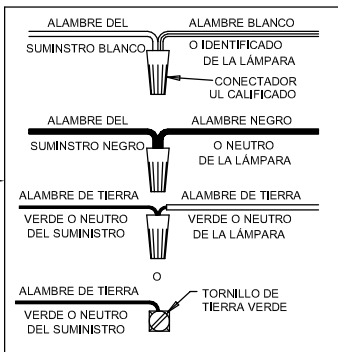 ALAMBRE DEL
SUMINSTRO BLANCO
ALAMBRE BLANCO
O IDENTIFICADO
DE LA LÁMPARA
CONECTADOR
UL CALIFICADO
ALAMBRE DEL
SUMINSTRO NEGRO
ALAMBRE NEGRO
O NEUTRO
DE LA LÁMPARA
ALAMBRE DE TIERRA
VERDE O NEUTRO
DEL SUMINISTRO
ALAMBRE DE TIERRA
VERDE O NEUTRO
DE LA LÁMPARA
O
ALAMBRE DE TIERRA
VERDE O NEUTRO
DEL SUMINISTRO
TORNILLO DE
TIERRA VERDE